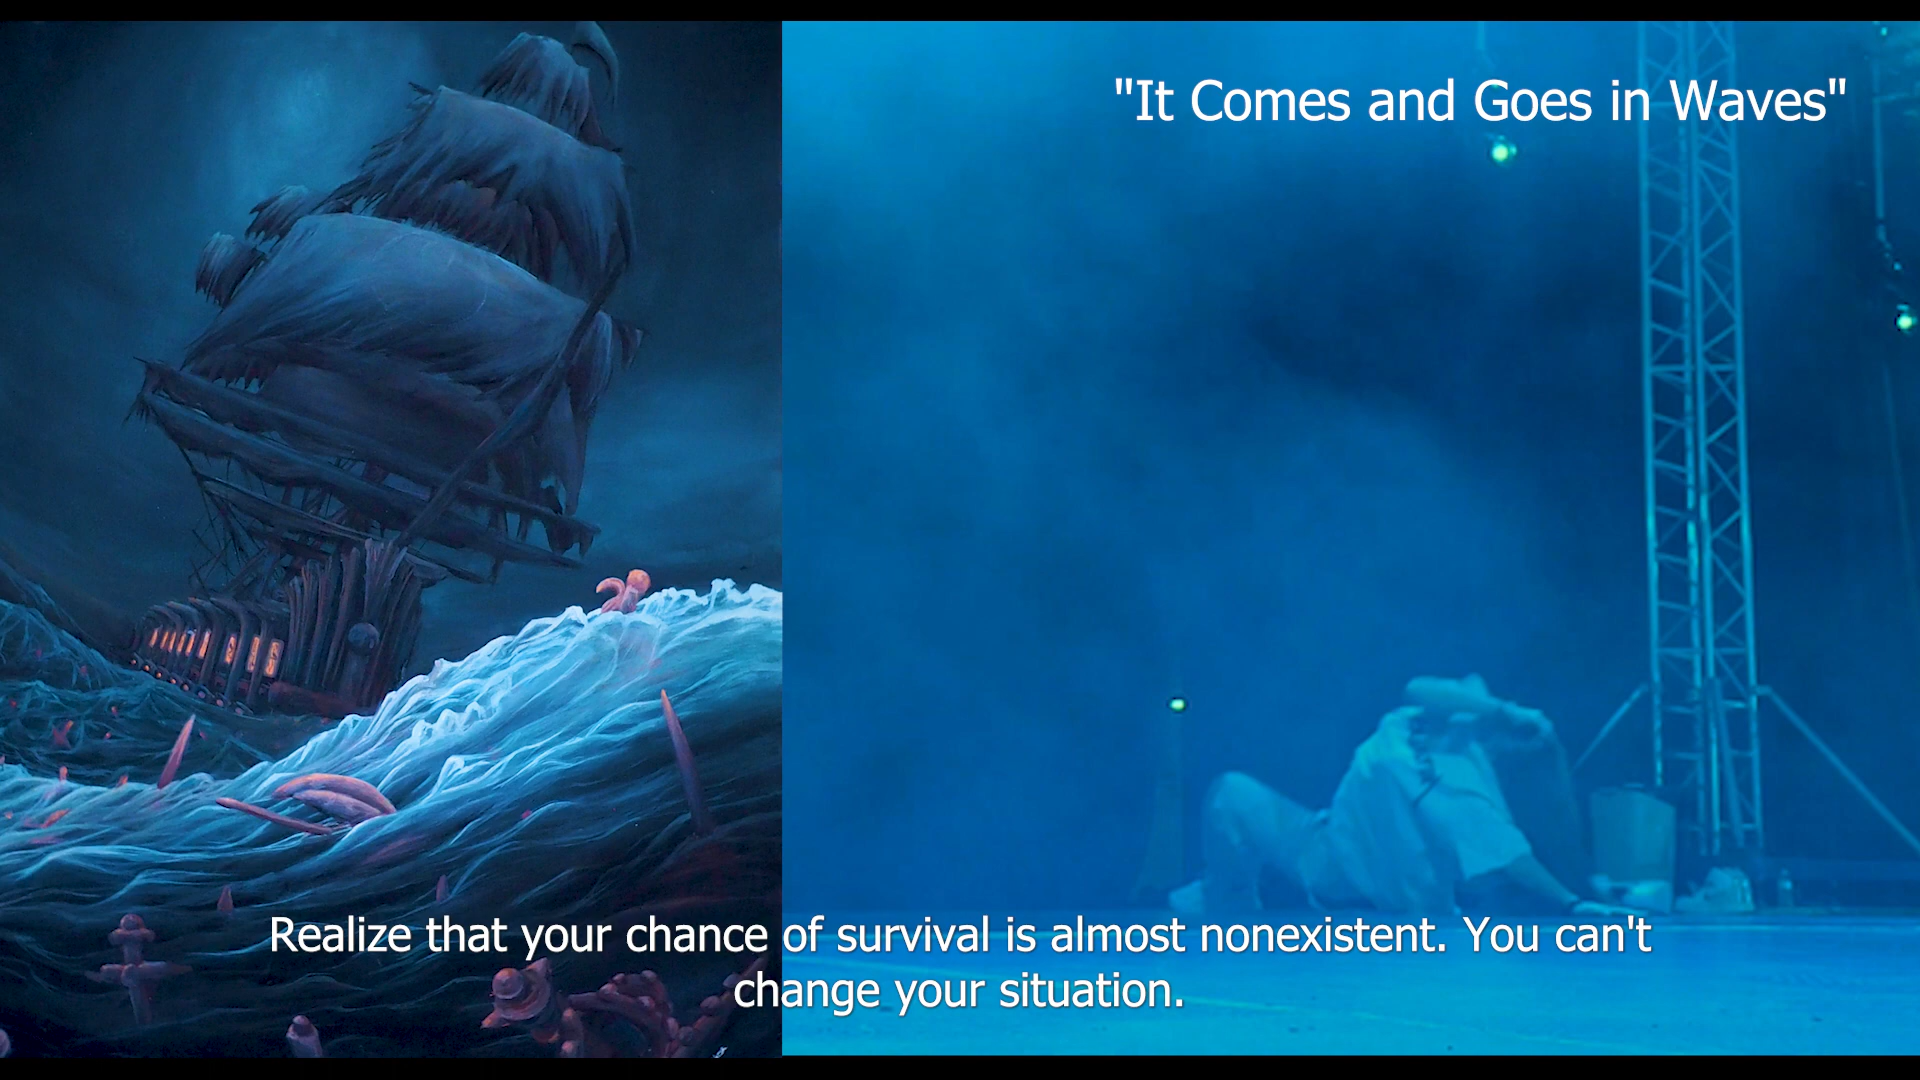 "It Comes and Goes in Waves"
Realize that your chance of survival is almost nonexistent. You can't
change your situation.